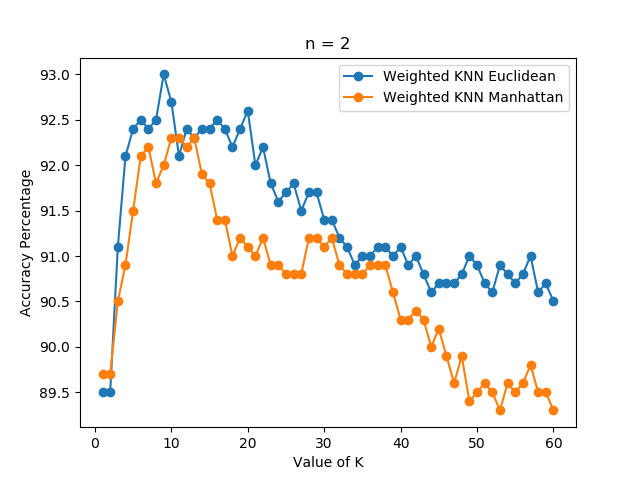 n = 2
Weighted KNN Euclidean
Weighted KNN Manhattan
Accuracy Percentage
93.0
92.5
92.0
91.5
91.0
90.5
90.0
89.5
0 10 20 30 40 50 60
Value of K